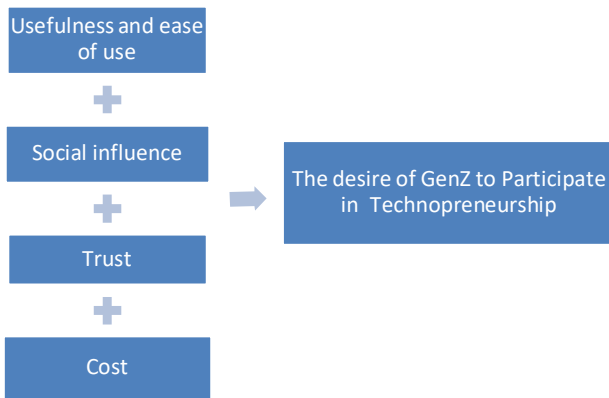 Usefulness and ease
of use
Social influence
The desire of GenZ to Participate
in Technopreneurship
Trust
Cost